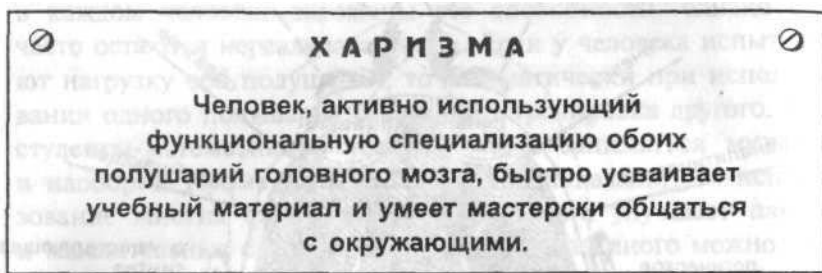 ХАРИЗМА
Человек, активно использующий
функциональную специализацию обоих
полушарий головного мозга, быстро усваивает
учебный материал и умеет мастерски общаться
с окружающими.